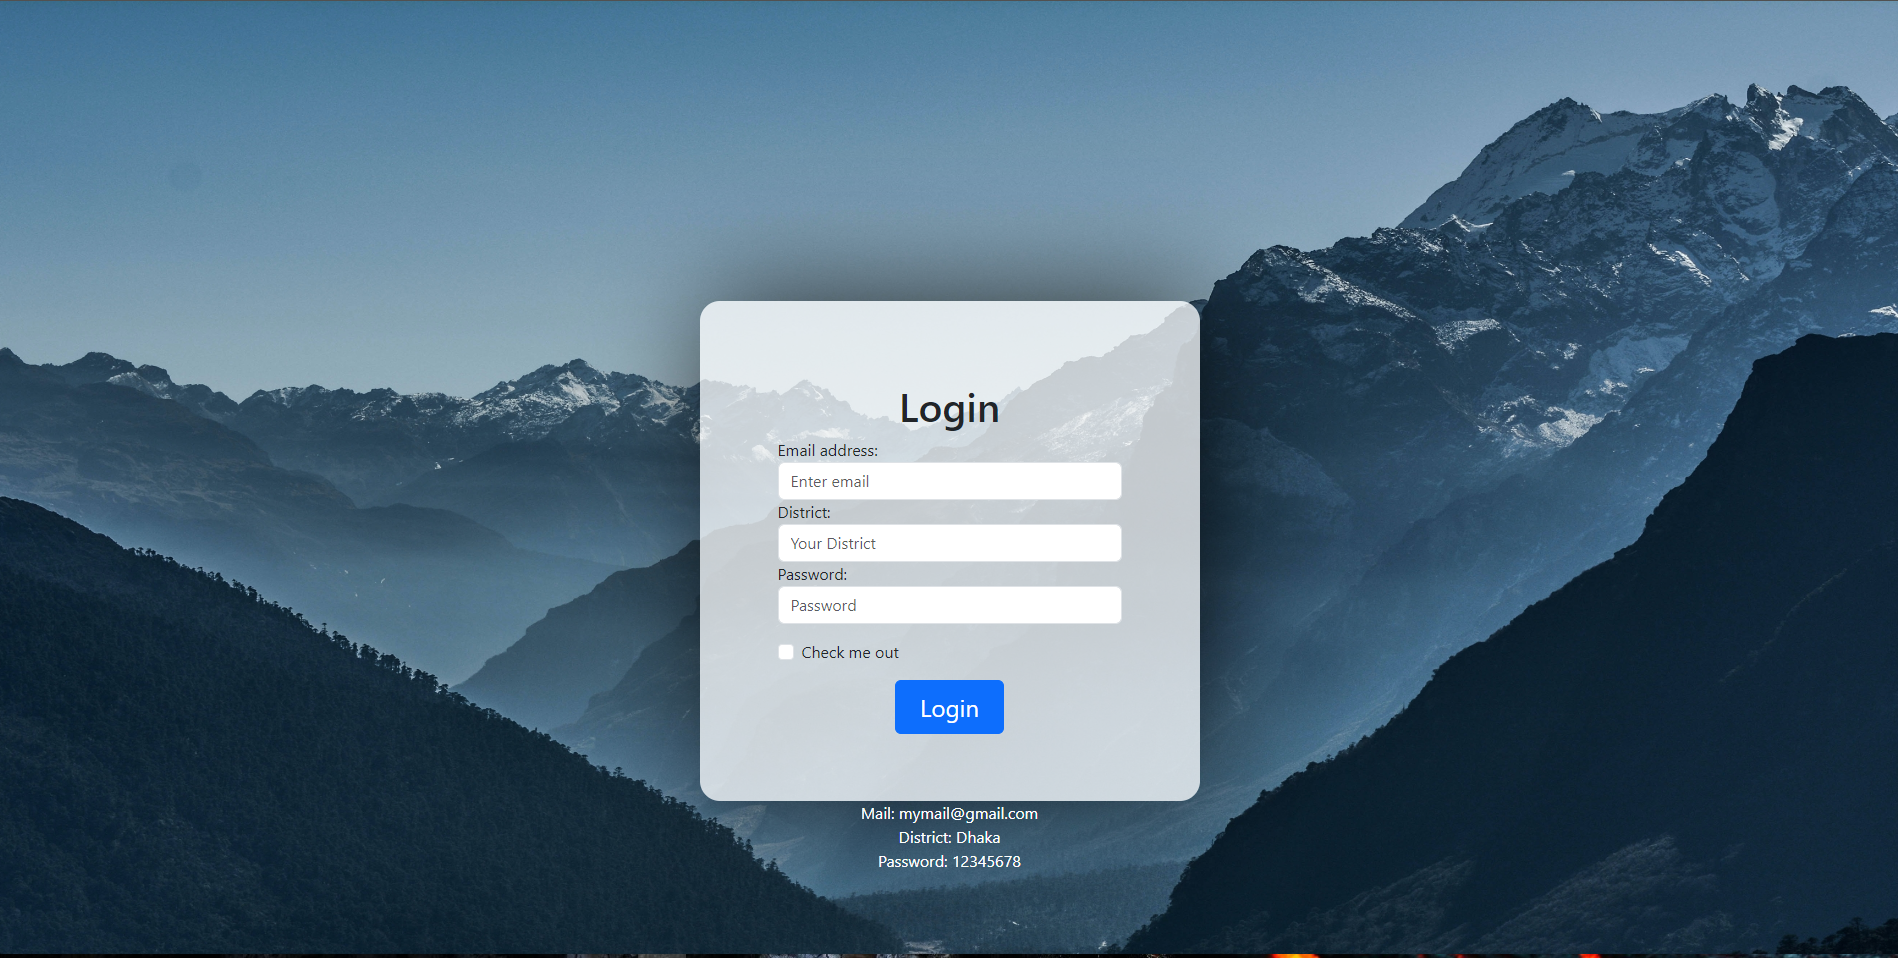 Login
Email address:
Enter email
District:
Your District
Password:
Password
Check me out
Login
Mail: mymail@gmail.com
District: Dhaka
Password: 12345678